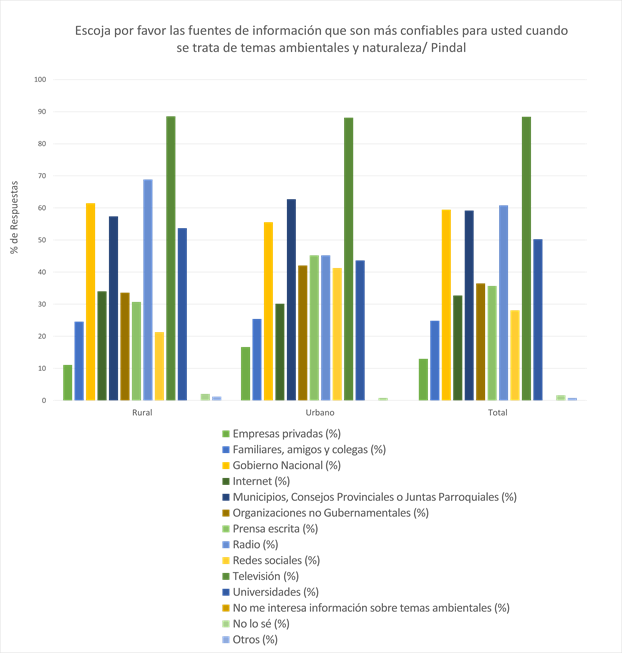 Escoja por favor las fuentes de información que son más confiables para usted cuando
se trata de temas ambientales y naturaleza/ Pindal
% de Respuestas
100
90
80
70
60
50
40
30
20
10
0
Rural Urbano Total
Empresas privadas (%)
Familiares, amigos y colegas (%)
Gobierno Nacional (%)
Internet (%)
Municipios, Consejos Provinciales o Juntas Parroquiales (%)
Organizaciones no Gubernamentales (%)
Prensa escrita (%)
Radio (%)
Redes sociales (%)
Televisión (%)
Universidades (%)
No me interesa información sobre temas ambientales (%)
No lo sé (%)
Otros (%)